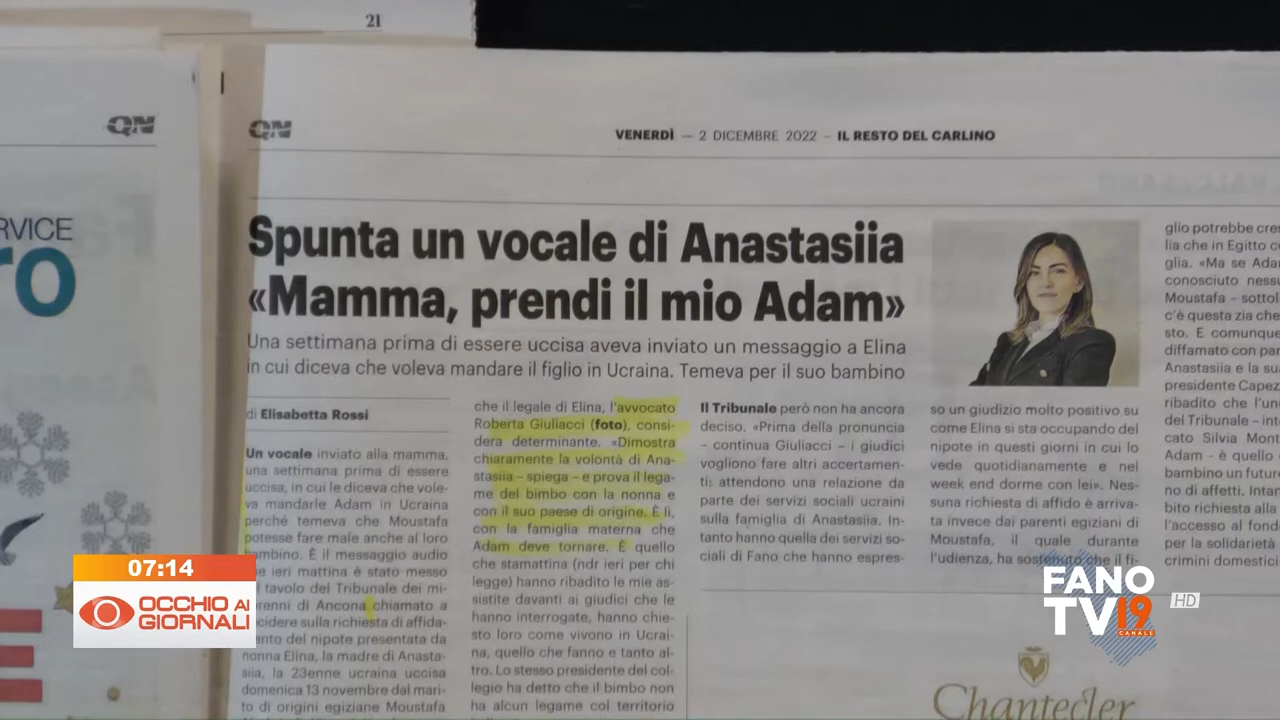 21
QN
QN
VENERDÌ — 2 DICEMBRE 2022 – IL RESTO DEL CARLINO
RVICE
ro
Spunta un vocale di Anastasiia
«Mamma, prendi il mio Adam»
Una settimana prima di essere uccisa aveva inviato un messaggio a Elina
in cui diceva che voleva mandare il figlio in Ucraina. Temeva per il suo bambino
di Elisabetta Rossi
Un vocale inviato alla mamma,
una settimana prima di essere
uccisa, in cui le diceva che vole-
va mandarle Adam in Ucraina
perché temeva che Moustafa
potesse fare male anche al loro
bambino. È il messaggio audio
che ieri mattina è stato messo
tavolo del Tribunale dei mi-
norenni di Ancona chiamato a
decidere sulla richiesta di affida-
mento del nipote presentata da
nonna Elina, la madre di Anasta-
siia, la 23enne ucraina uccisa
domenica 13 novembre dal mari-
to di origini egiziane Moustafa
che il legale di Elina, l'avvocato
Roberta Giuliacci (foto), consi-
dera determinante. «Dimostra
chiaramente la volontà di Ana-
stasiia – spiega – e prova il lega-
me del bimbo con la nonna e
con il suo paese di origine. È lì,
con la famiglia materna che
Adam deve tornare. È quello
che stamattina (ndr ieri per chi
legge) hanno ribadito le mie as-
sistite davanti ai giudici che le
hanno interrogate, hanno chie-
sto loro come vivono in Ucrai-
na, quello che fanno e tanto al-
tro. Lo stesso presidente del col-
legio ha detto che il bimbo non
ha alcun legame col territorio
Il Tribunale però non ha ancora
deciso. «Prima della pronuncia
– continua Giuliacci – i giudici
vogliono fare altri accertamen-
ti: attendono una relazione da
parte dei servizi sociali ucraini
sulla famiglia di Anastasiia. In-
tanto hanno quella dei servizi so-
ciali di Fano che hanno espres-
so un giudizio molto positivo su
come Elina si sta occupando del
nipote in questi giorni in cui lo
vede quotidianamente e nel
week end dorme con lei». Nes-
suna richiesta di affido è arriva-
ta invece dai parenti egiziani di
Moustafa, il quale durante
l'udienza, ha sostenuto che il fi-
glio potrebbe cre
lia che in Egitto c
glia. «Ma se Ada
conosciuto nessu
Moustafa – sottol
c'è questa zia che
sto. E comunque
diffamato con pa
Anastasiia e la su
presidente Capez
ribadito che l'un
del Tribunale – int
cato Silvia Mont
Adam - è quello
bambino un futur
no di affetti. Intan
bito richiesta alla
l'accesso al fond
per la solidarietà
crimini domestici
07:14
OCCHIO AI
GIORNALI
FANO
TV19
CANALE
HD
Chantecler